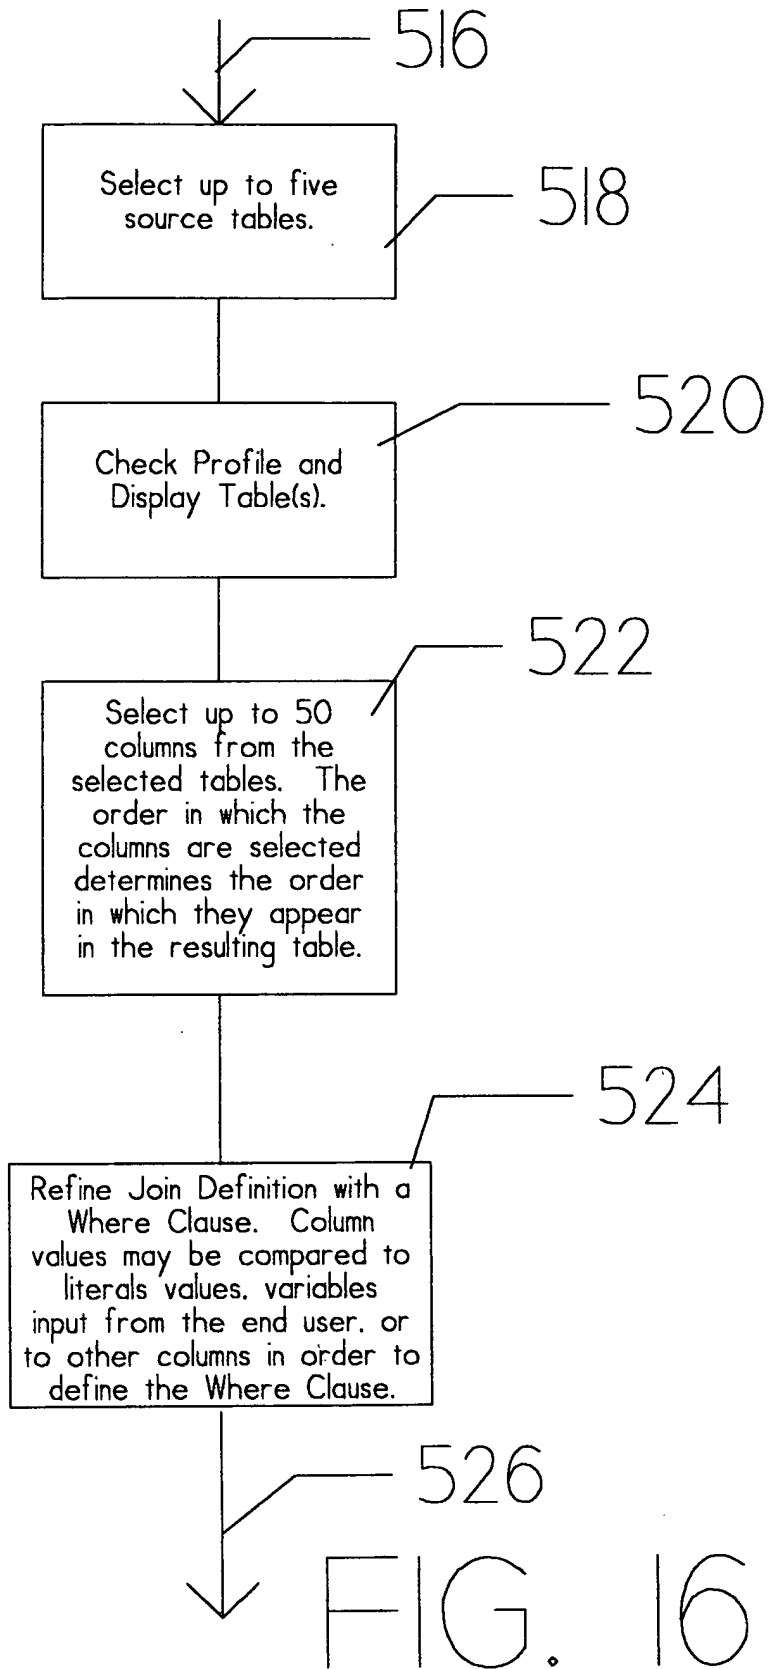 516
Select up to five
source tables.
518
520
Check Profile and
Display Table(s).
522
Select up to 50
columns from the
selected tables. The
order in which the
columns are selected
determines the order
in which they appear
in the resulting table.
524
Refine Join Definition with a
Where Clause. Column
values may be compared to
literals values, variables
input from the end user, or
to other columns in order to
define the Where Clause.
526
FIG. 16